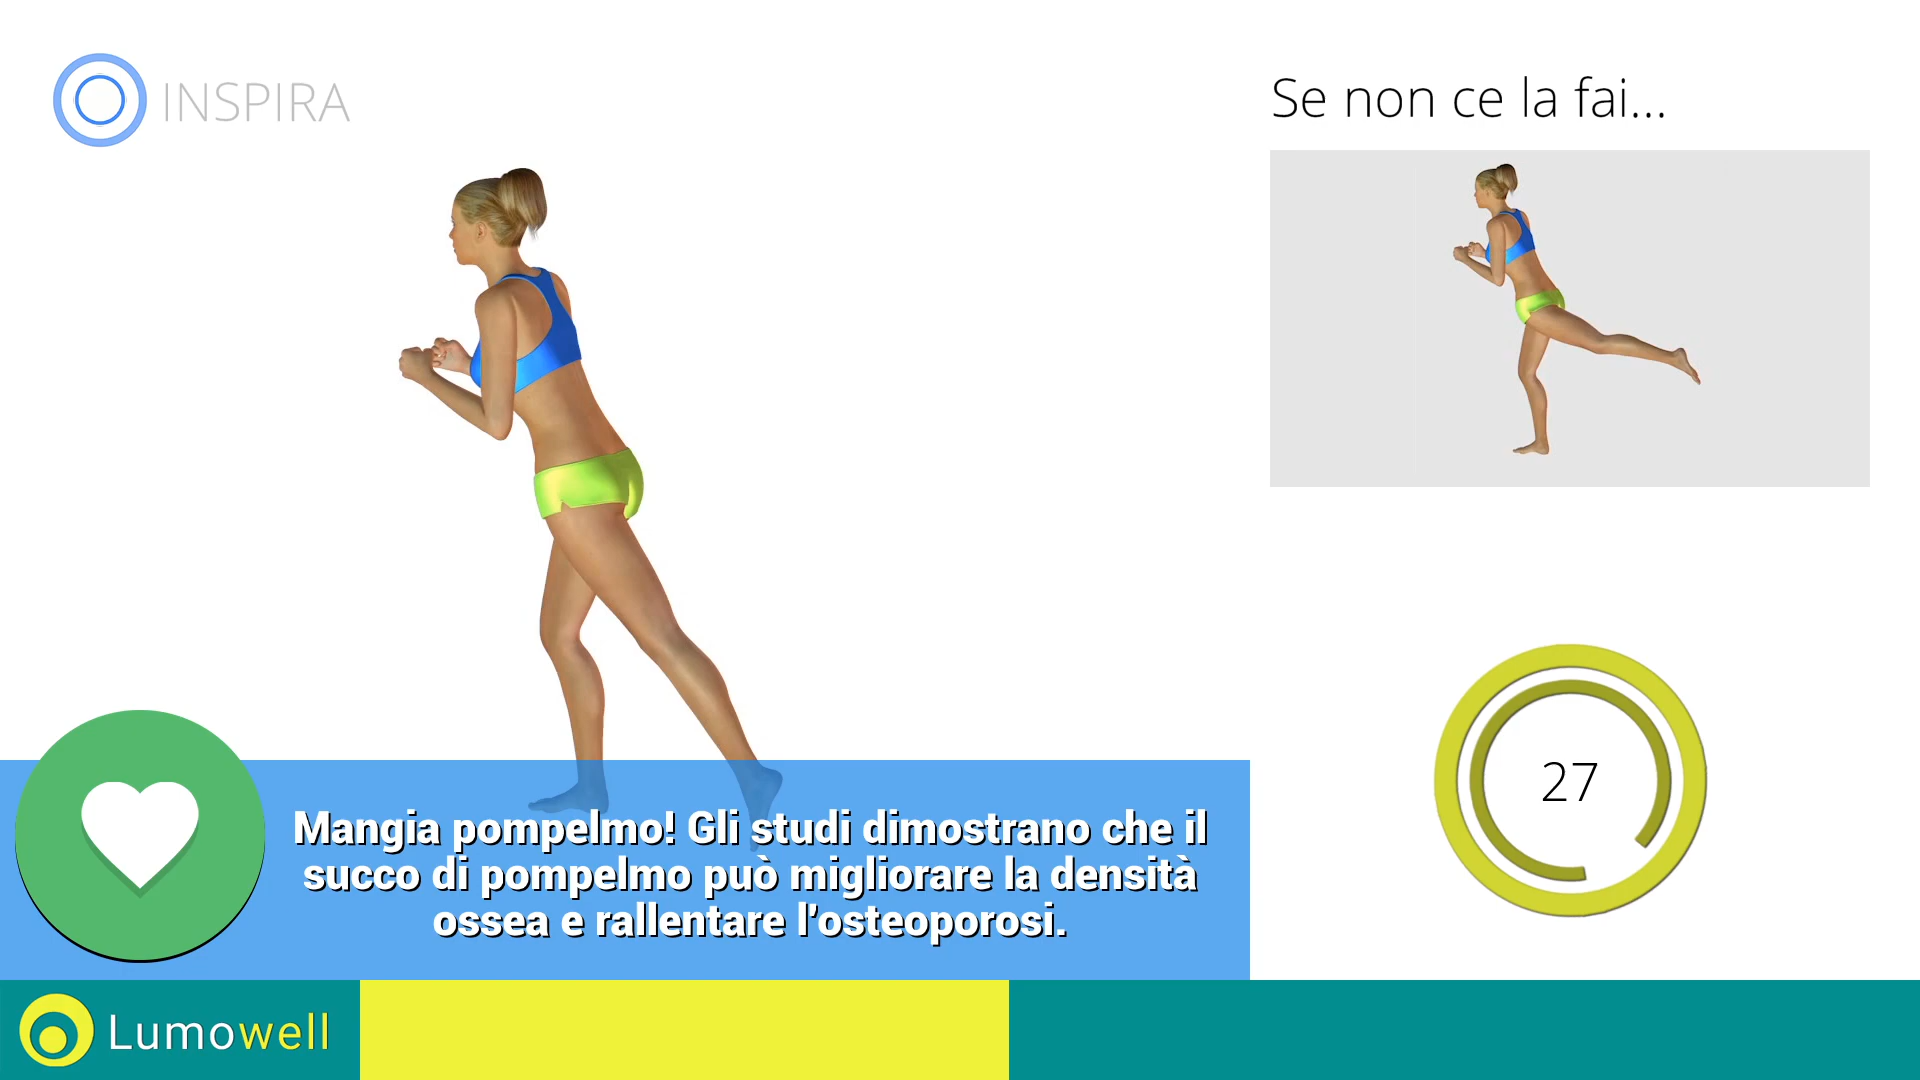 INSPIRA
Se non ce la fai...
27
Mangia pompelmo! Gli studi dimostrano che il
succo di pompelmo può migliorare la densità
ossea e rallentare l'osteoporosi.
Lumowell